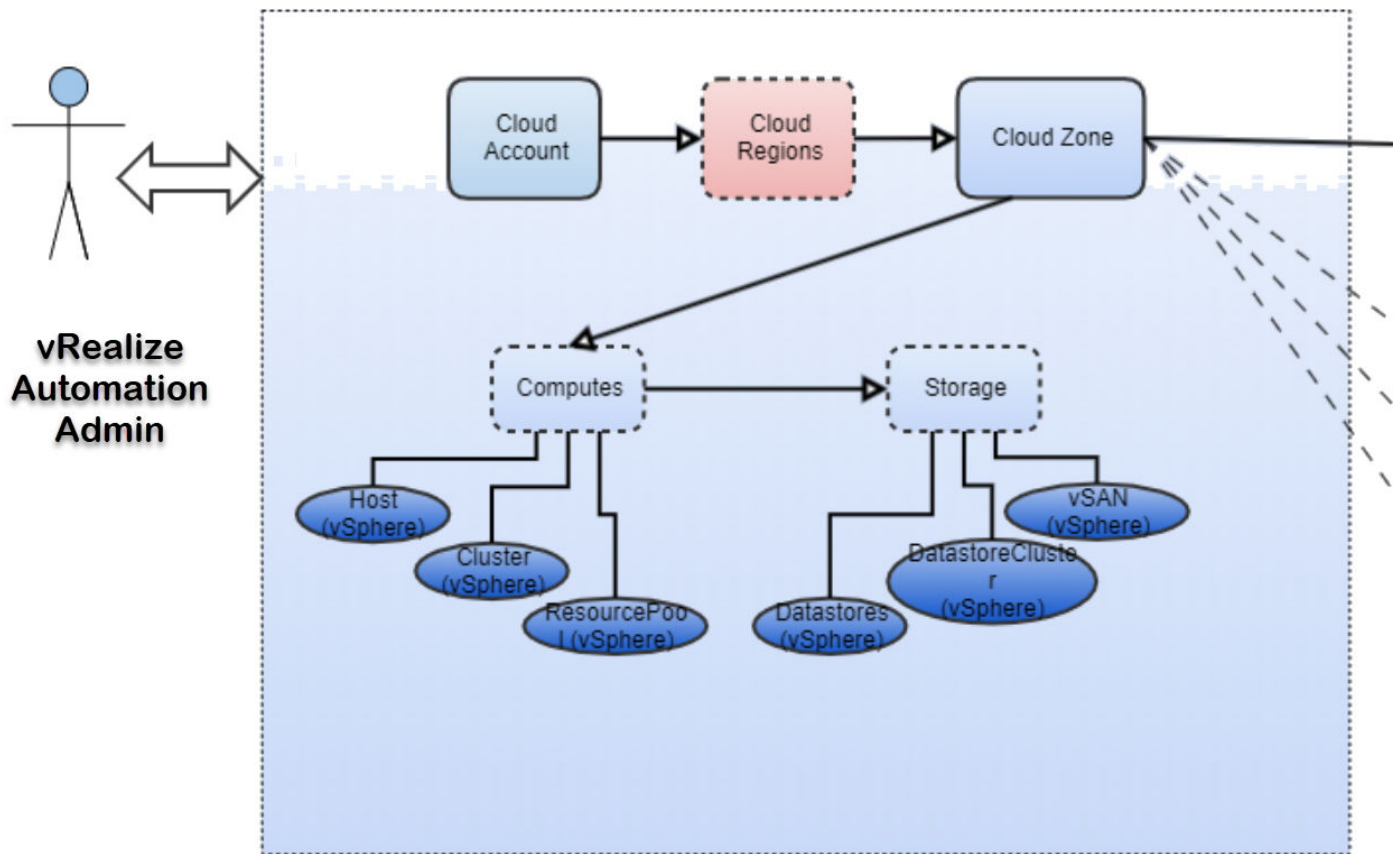 Cloud
Account
Cloud
Regions
Cloud Zone
vRealize
Automation
Admin
Computes
Storage
Host
(vSphere)
Cluster
(vSphere)
ResourcePoo
l (vSphere)
Datastores
(vSphere)
DatastoreCluste
r
(vSphere)
vSAN
(vSphere)